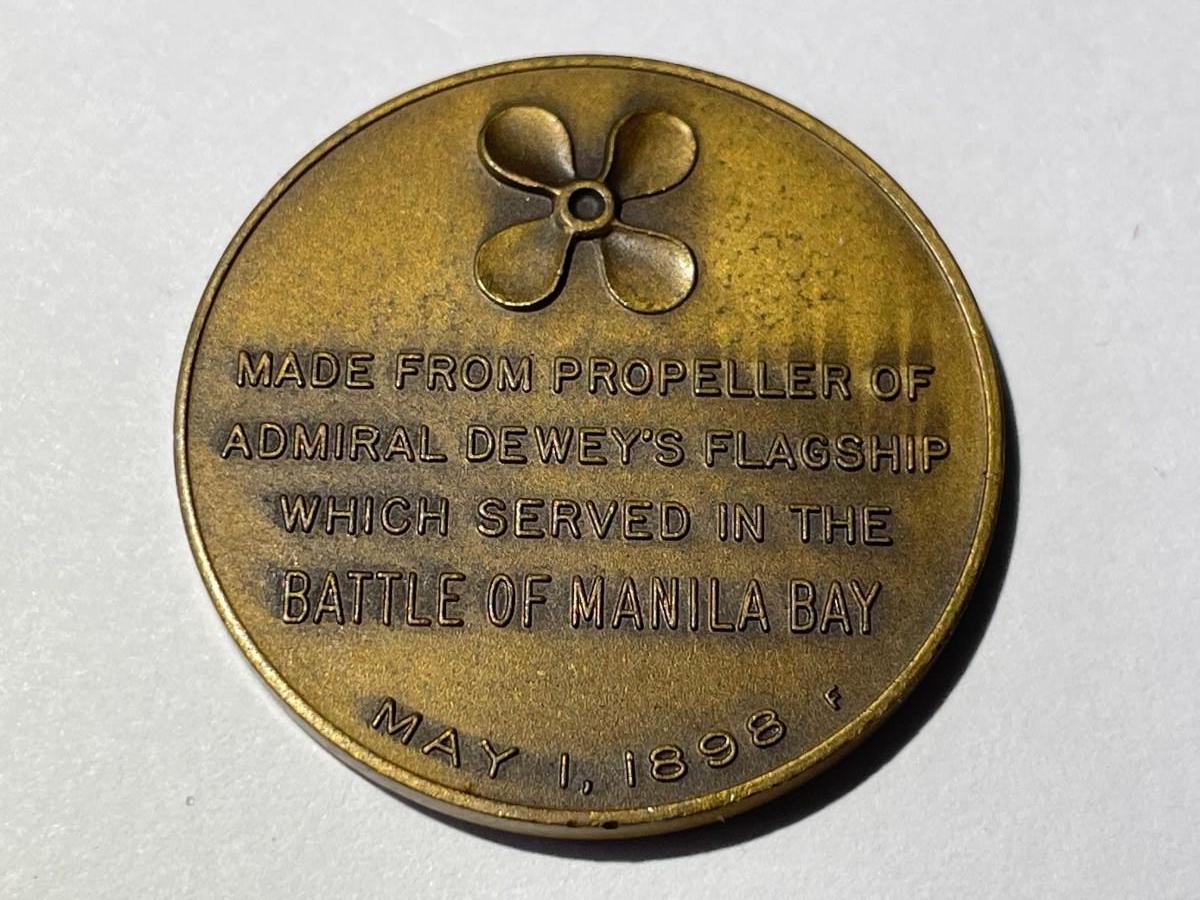 MADE FROM PROPELLER OF
ADMIRAL DEWEY'S FLAGSHIP
WHICH SERVED IN THE
BATTLE OF MANILA BAY
MAY 1, 1898
F